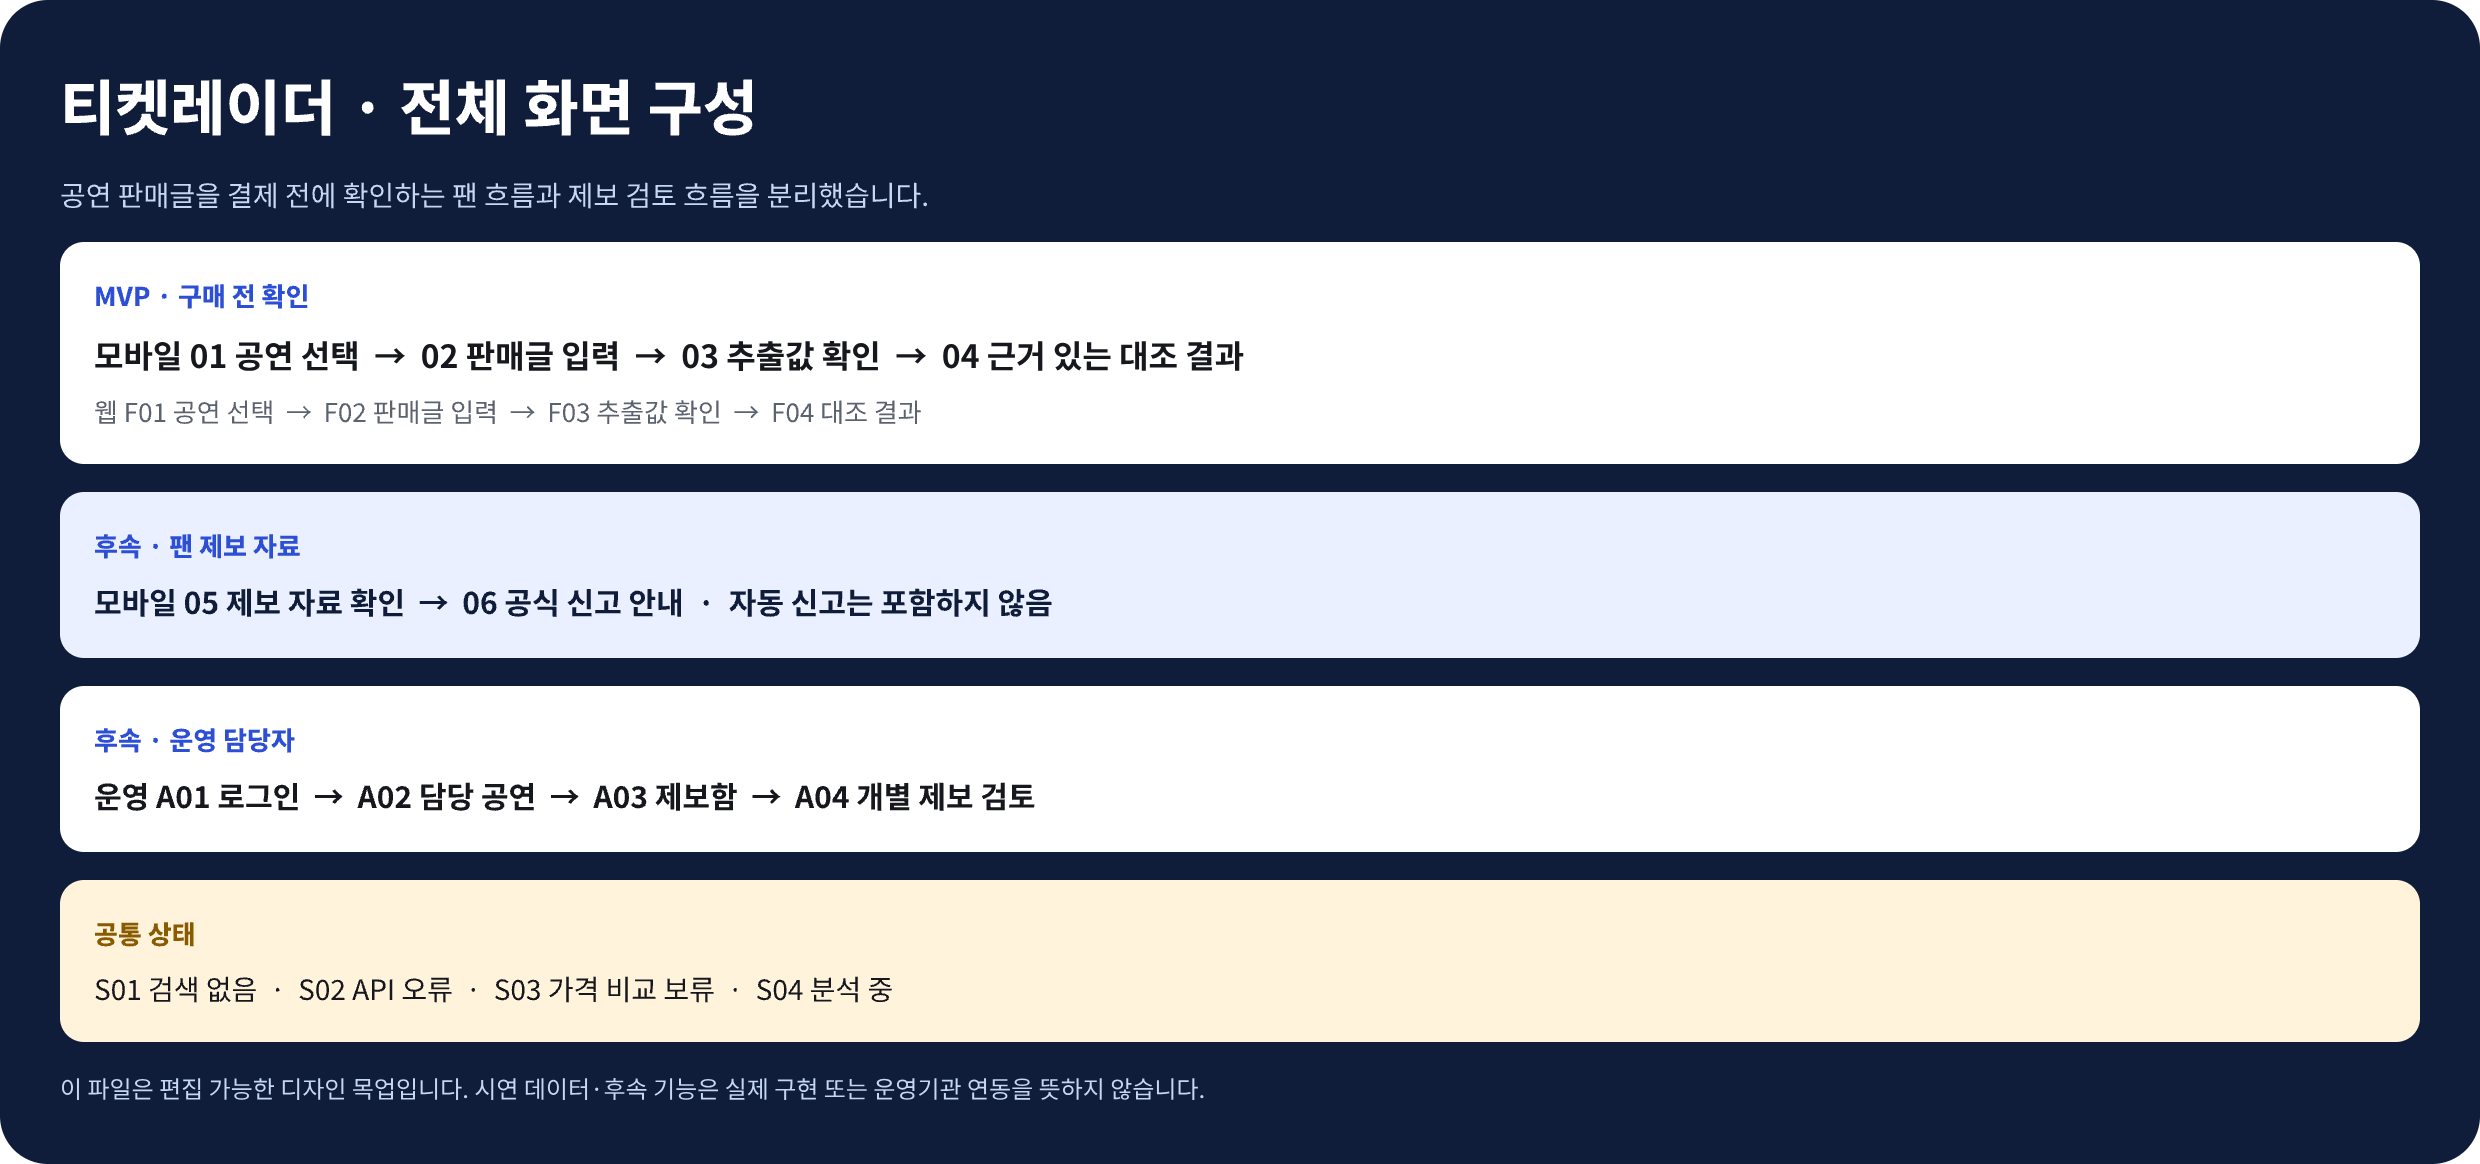 티켓레이더 · 전체 화면 구성
공연 판매글을 결제 전에 확인하는 팬 흐름과 제보 검토 흐름을 분리했습니다.
MVP · 구매 전 확인
모바일 01 공연 선택 → 02 판매글 입력 → 03 추출값 확인 → 04 근거 있는 대조 결과
웹 F01 공연 선택 → F02 판매글 입력 → F03 추출값 확인 → F04 대조 결과
후속 · 팬 제보 자료
모바일 05 제보 자료 확인 → 06 공식 신고 안내 · 자동 신고는 포함하지 않음
후속 · 운영 담당자
운영 A01 로그인 → A02 담당 공연 → A03 제보함 → A04 개별 제보 검토
공통 상태
S01 검색 없음 · S02 API 오류 · S03 가격 비교 보류 · S04 분석 중
이 파일은 편집 가능한 디자인 목업입니다. 시연 데이터·후속 기능은 실제 구현 또는 운영기관 연동을 뜻하지 않습니다.